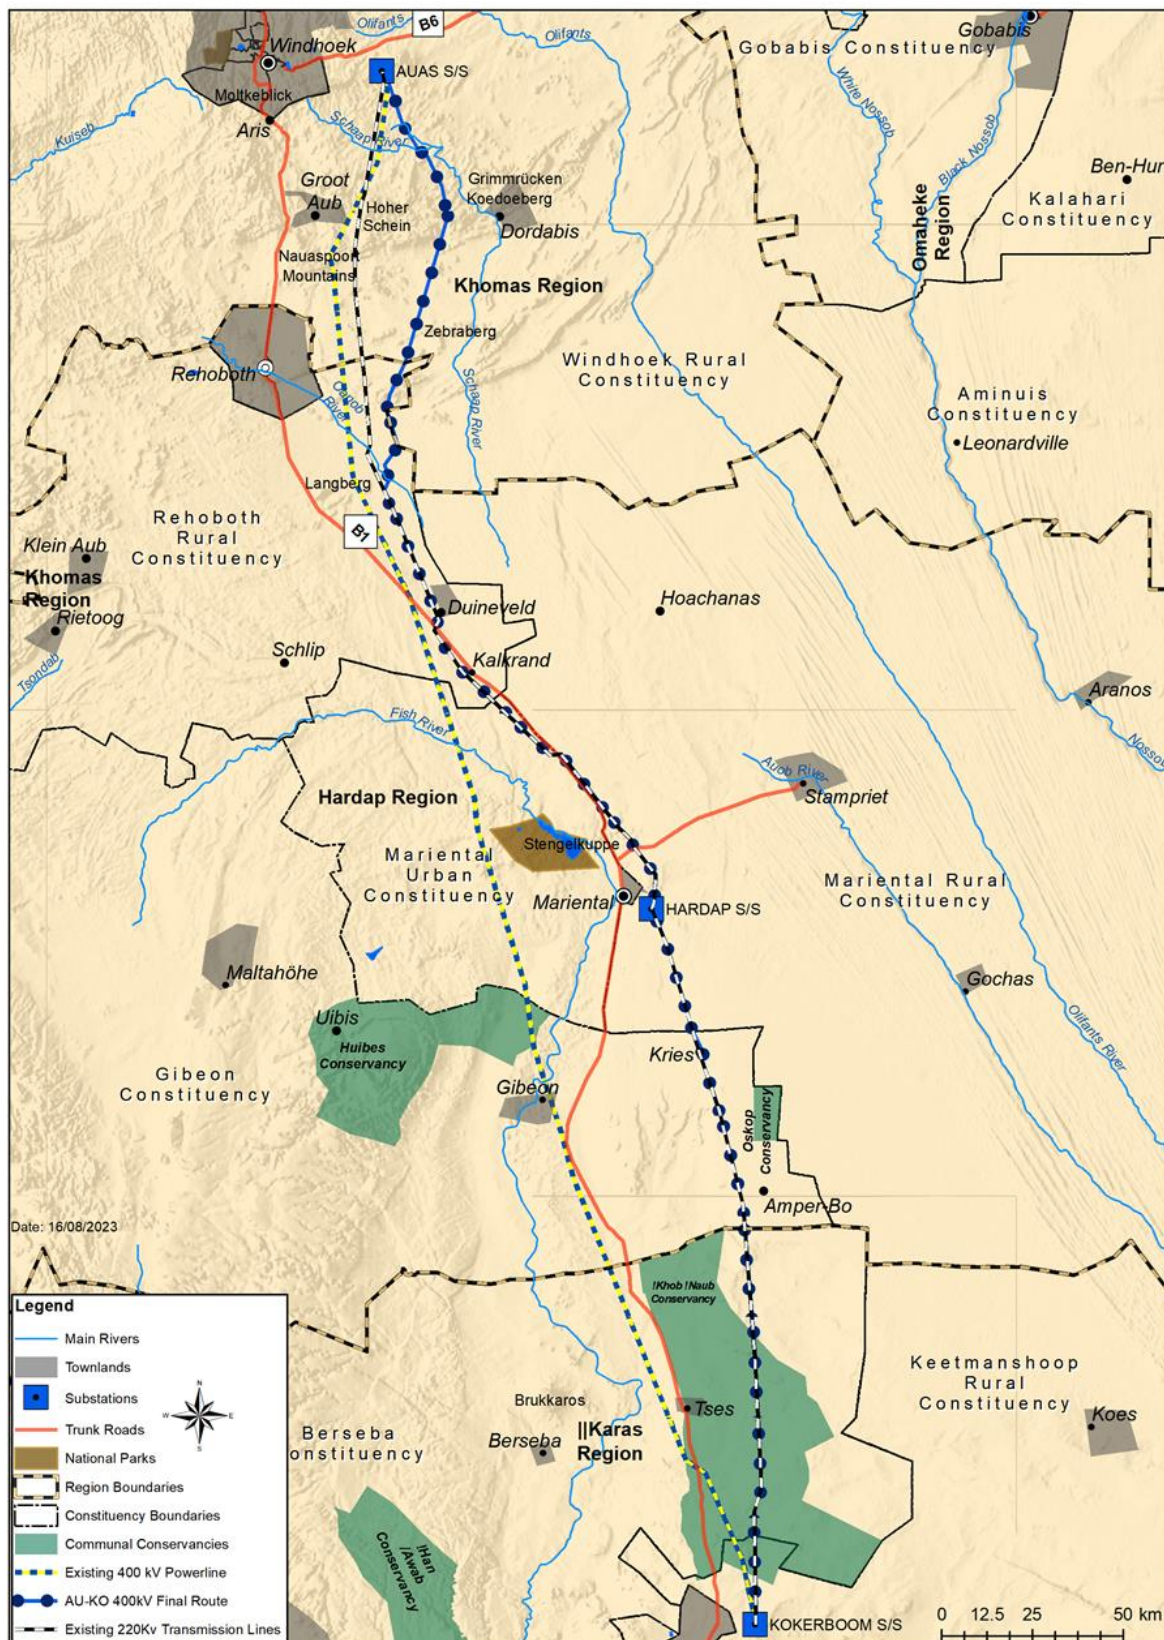 Olifants
B6
Olifants
Gobabis Constituency
Gobabis
Windhoek
AUAS S/S
Moltkeblick
White Nossob
Kuiseb
Aris
Schaap River
Black Nossob
Ben-Hur
Groot
Aub
Grimmrücken
Koedoeberg
Hoher
Schein
Dordabis
Kalahari
Constituency
Omaheke
Region
Nauaspoort
Mountains
Khomas Region
Zebraberg
Windhoek Rural
Constituency
Rehoboth
Oanob
River
Schaap River
Aminuis
Constituency
Leonardville
Langberg
Rehoboth
Rural
Constituency
B1
Klein Aub
Khomas
Region
Rietoog
Duineveld
Hoachanas
Schlip
Kalkrand
Tsondab
Aranos
Fish River
Nossob
Auob River
Stampriet
Hardap Region
Stengelkuppe
Mariental
Urban
Constituency
Mariental Rural
Constituency
Mariental
HARDAP S/S
Maltahöhe
Gochas
Uibis
Huibes
Conservancy
Olifants River
Kries
Gibeon
Constituency
Gibeon
Oskop
Conservancy
Amper-Bo
Date: 16/08/2023
!Khob !Naub
Conservancy
Keetmanshoop
Rural
Constituency
Brukkaros
Tses
Koes
Berseba
onstituency
Berseba
||Karas
Region
!Han
/Awab
Conservancy
KOKERBOOM S/S
Legend
Main Rivers
Townlands
Substations
Trunk Roads
National Parks
Region Boundaries
Constituency Boundaries
Communal Conservancies
Existing 400 kV Powerline
AU-KO 400kV Final Route
Existing 220Kv Transmission Lines
N
W
E
S
0 12.5 25 50 km